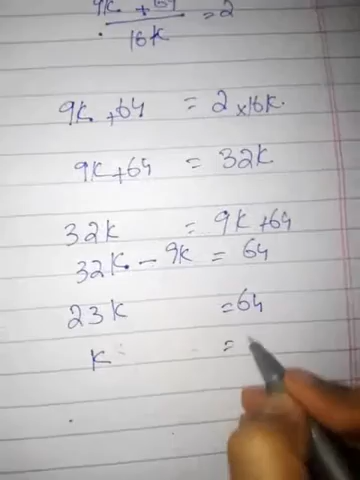 9k + 64 / 16k = 2
9k + 64 = 2 x 16k
9k + 64 = 32k
32k = 9k + 64
32k - 9k = 64
23k = 64
k =